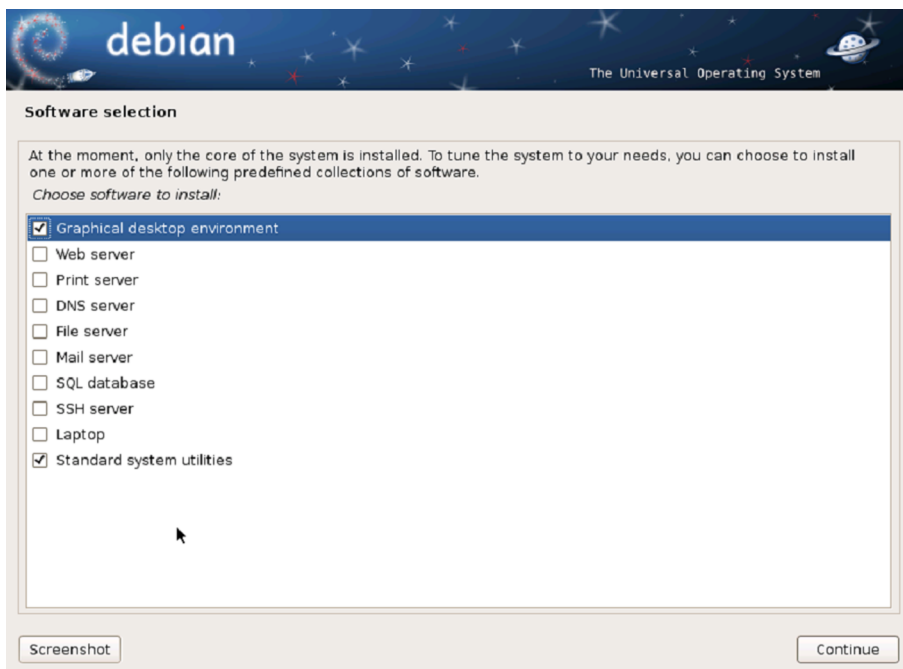 debian
The Universal Operating System
Software selection
At the moment, only the core of the system is installed. To tune the system to your needs, you can choose to install
one or more of the following predefined collections of software.
Choose software to install:
Graphical desktop environment
Web server
Print server
DNS server
File server
Mail server
SQL database
SSH server
Laptop
Standard system utilities
Screenshot
Continue